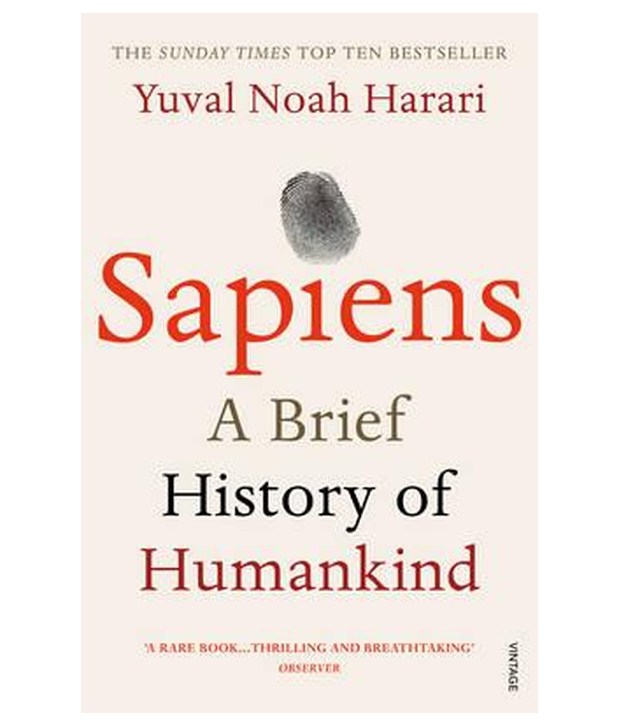 THE SUNDAY TIMES TOP TEN BESTSELLER
Yuval Noah Harari
Sapiens
A Brief
History of
Humankind
'A RARE BOOK...THRILLING AND BREATHTAKING'
OBSERVER
VINTAGE